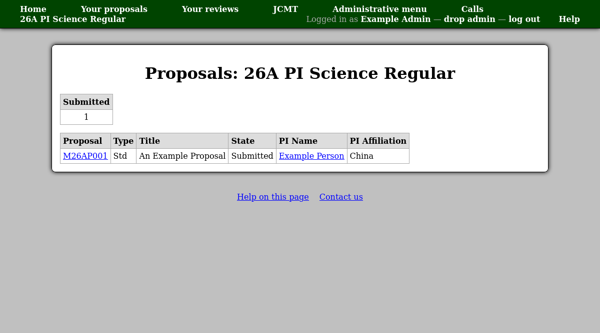 Home Your proposals Your reviews JCMT Administrative menu Calls
26A PI Science Regular Logged in as Example Admin — drop admin — log out Help
Proposals: 26A PI Science Regular
Submitted
1
Proposal Type Title State PI Name PI Affiliation
M26AP001 Std An Example Proposal Submitted Example Person China
Help on this page Contact us